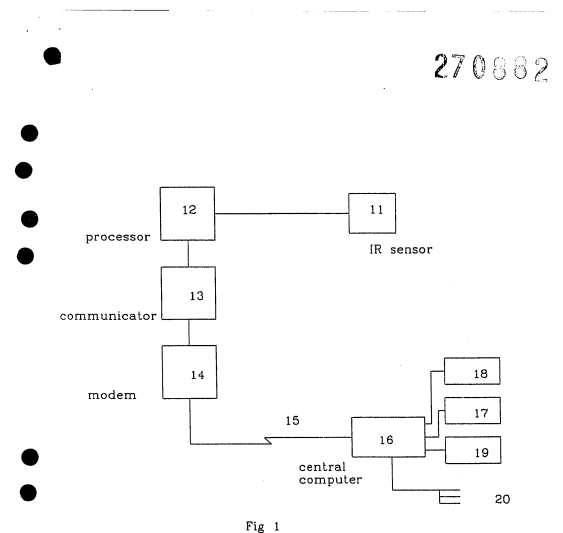 270882
12
11
processor
IR sensor
13
communicator
14
modem
18
15
17
16
19
central
computer
20
Fig 1